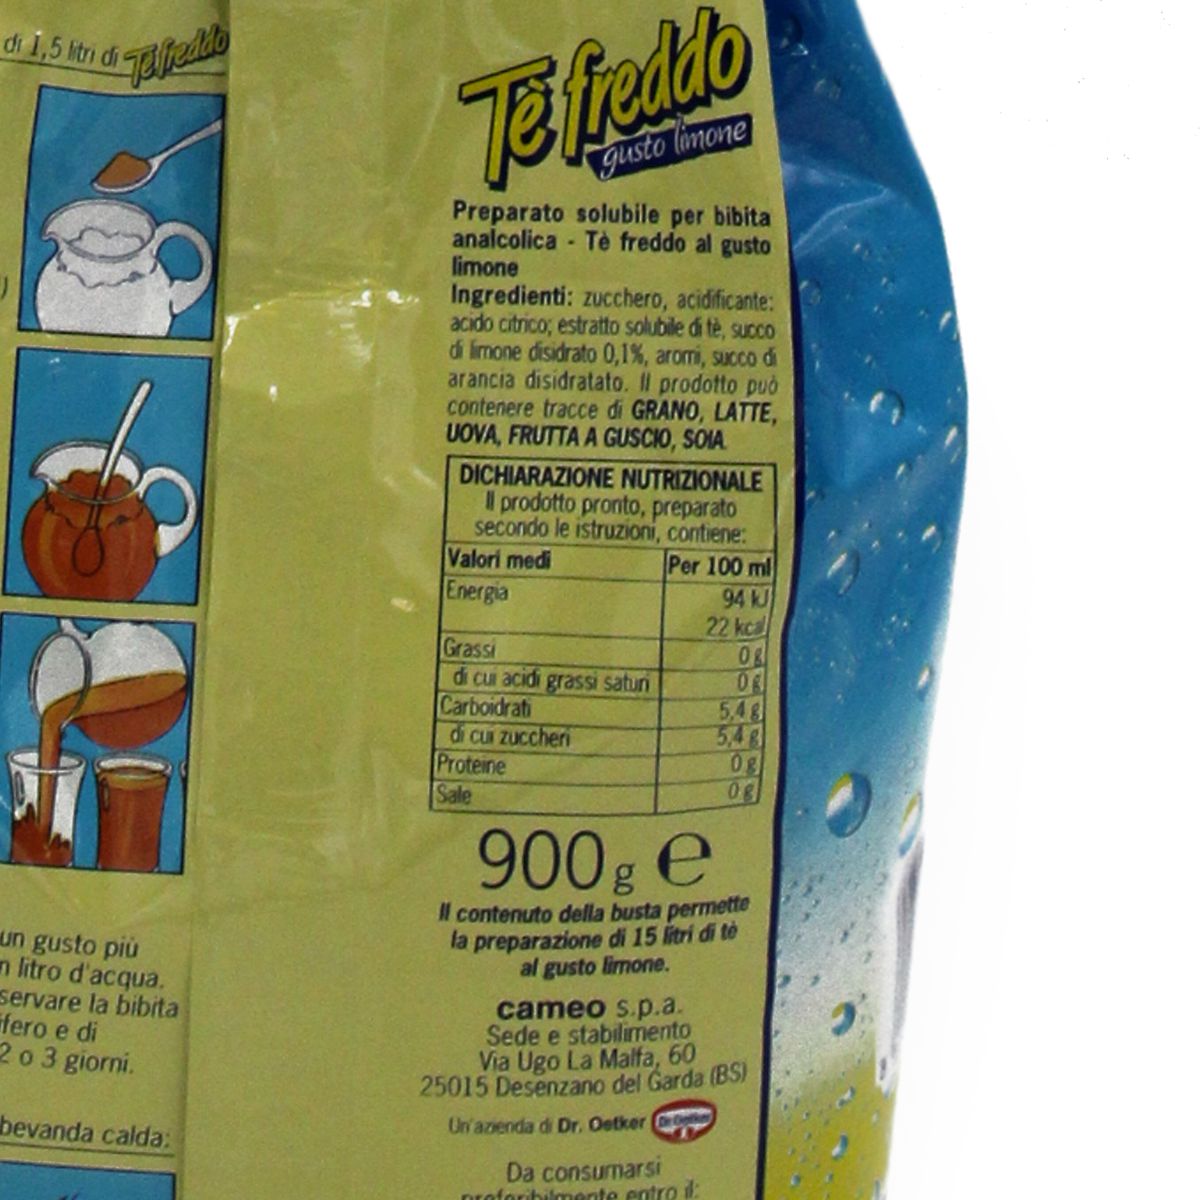 di 1,5 litri di Tè freddo
un gusto più
litro d'acqua.
servare la bibita
e di
2 o 3 giorni.
bevanda calda:
Tè freddo
gusto limone
Preparato solubile per bibita
analcolica - Tè freddo al gusto
limone
Ingredienti: zucchero, acidificante:
acido citrico; estratto solubile di tè, succo
di limone disidrato 0,1%, aromi, succo di
arancia disidratato. Il prodotto può
contenere tracce di GRANO, LATTE,
UOVA, FRUTTA A GUSCIO, SOIA.
DICHIARAZIONE NUTRIZIONALE
Il prodotto pronto, preparato
secondo le istruzioni, contiene:
Valori medi Per 100 ml
Energia 94 kJ
22 kcal
Grassi 0 g
di cui acidi grassi saturi 0 g
Carboidrati 5,4 g
di cui zuccheri 5,4 g
Proteine 0 g
Sale 0 g
900 g e
Il contenuto della busta permette
la preparazione di 15 litri di tè
al gusto limone.
cameo s.p.a.
Sede e stabilimento
Via Ugo La Malfa, 60
25015 Desenzano del Garda (BS)
Un'azienda di Dr. Oetker Dr. Oetker
Da consumarsi
preferibilmente entro il: